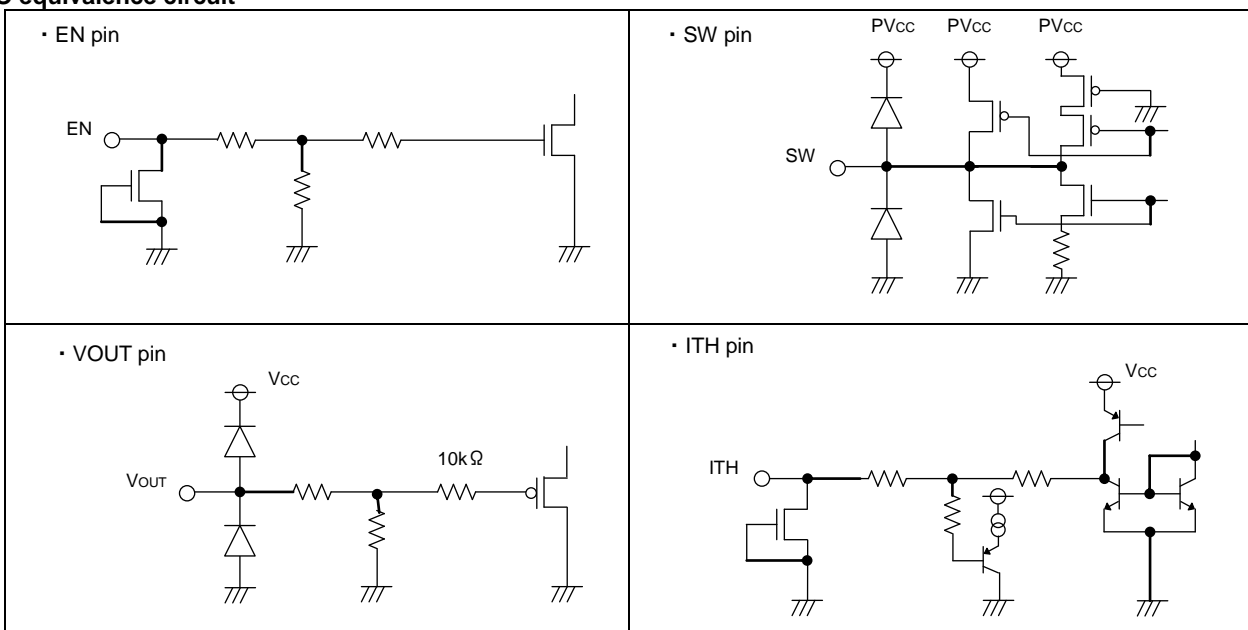 equivalence circuit
・EN pin
EN
・SW pin
PVCC PVCC PVCC
SW
・VOUT pin
VCC
VOUT
10kΩ
・ITH pin
VCC
ITH